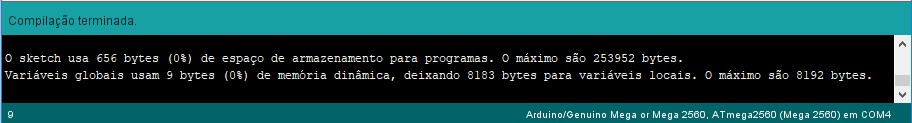 Compilação terminada.
O sketch usa 656 bytes (0%) de espaço de armazenamento para programas. O máximo são 253952 bytes.
Variáveis globais usam 9 bytes (0%) de memória dinâmica, deixando 8183 bytes para variáveis locais. O máximo são 8192 bytes.
9 Arduino/Genuino Mega or Mega 2560, ATmega2560 (Mega 2560) em COM4